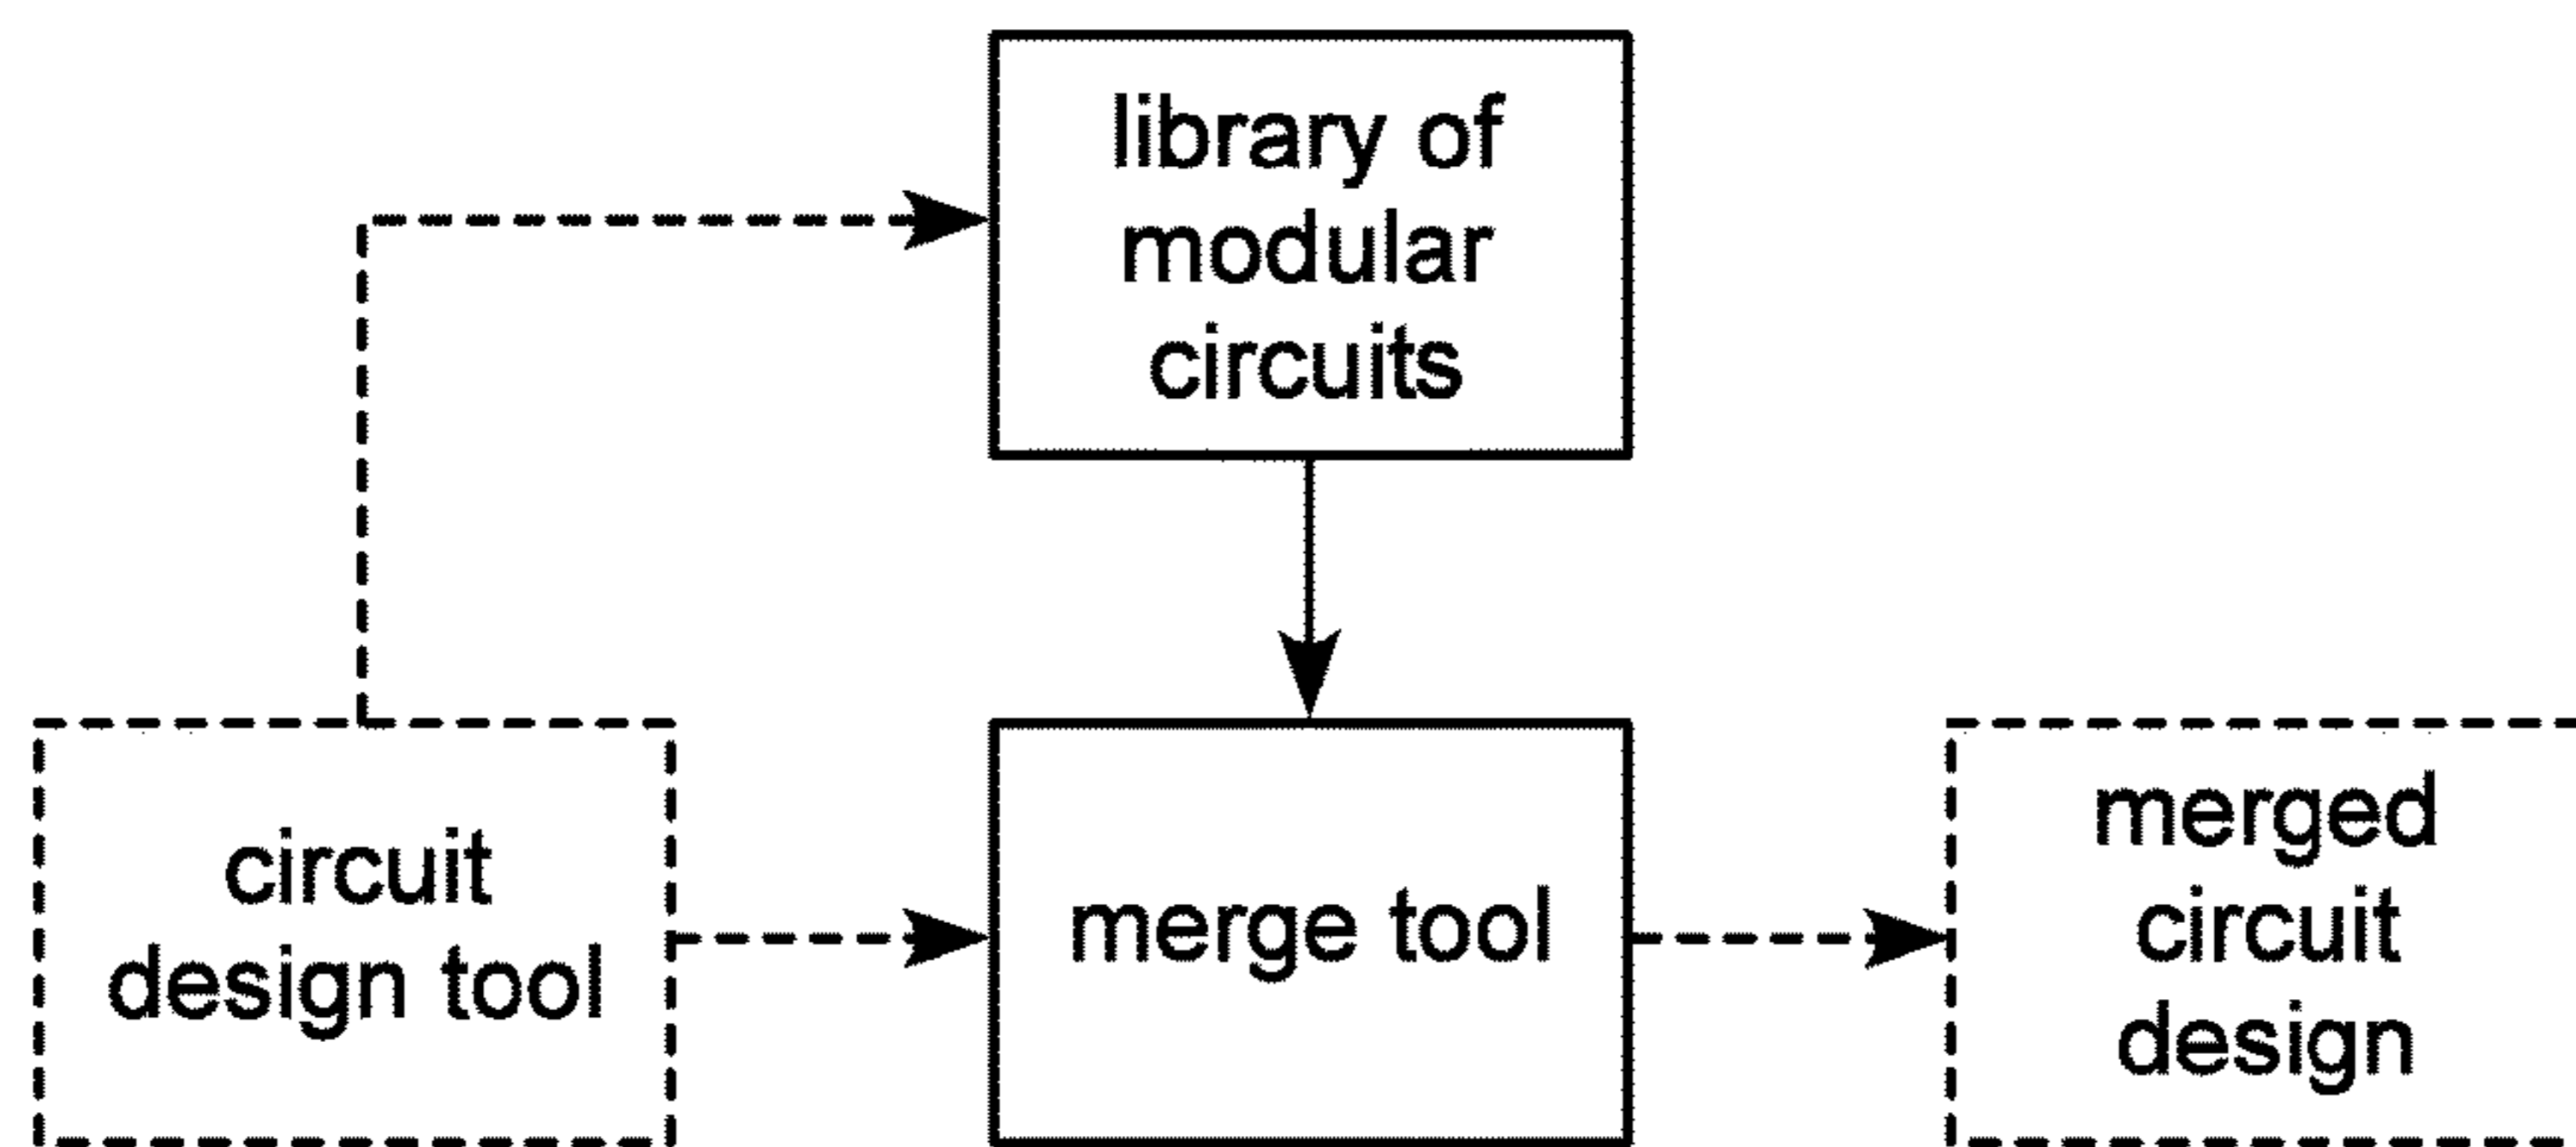 library of
modular
circuits
circuit
design tool
merge tool
merged
circuit
design